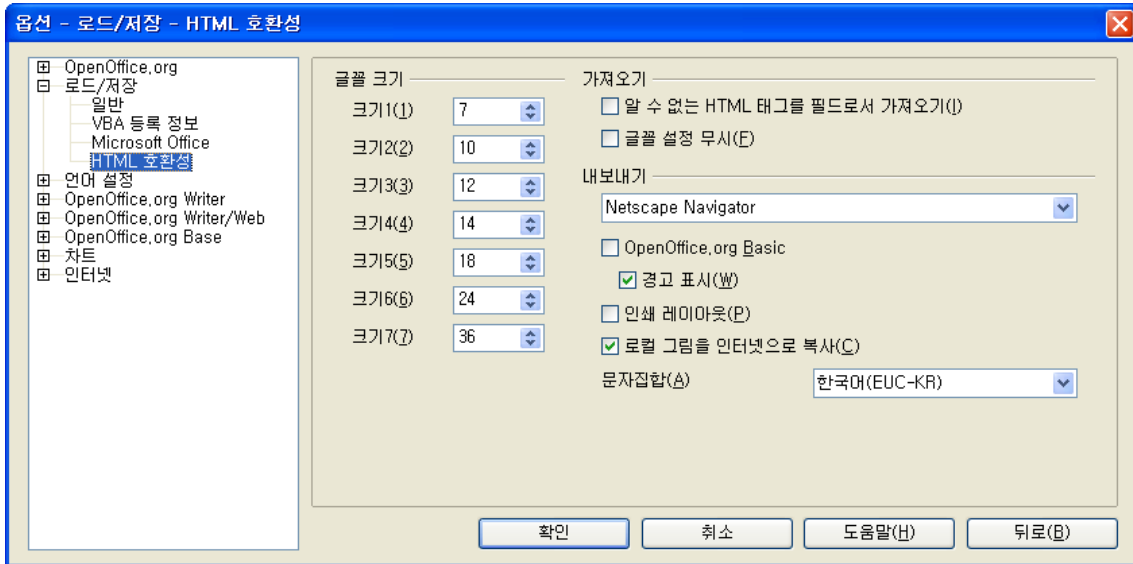 옵션 - 로드/저장 - HTML 호환성
OpenOffice.org
로드/저장
일반
VBA 등록 정보
Microsoft Office
HTML 호환성
언어 설정
OpenOffice.org Writer
OpenOffice.org Writer/Web
OpenOffice.org Base
차트
인터넷
글꼴 크기
크기1(1) 7
크기2(2) 10
크기3(3) 12
크기4(4) 14
크기5(5) 18
크기6(6) 24
크기7(7) 36
가져오기
알 수 없는 HTML 태그를 필드로서 가져오기(I)
글꼴 설정 무시(F)
내보내기
Netscape Navigator
OpenOffice.org Basic
경고 표시(W)
인쇄 레이아웃(P)
로컬 그림을 인터넷으로 복사(C)
문자집합(A) 한국어(EUC-KR)
확인 취소 도움말(H) 뒤로(B)